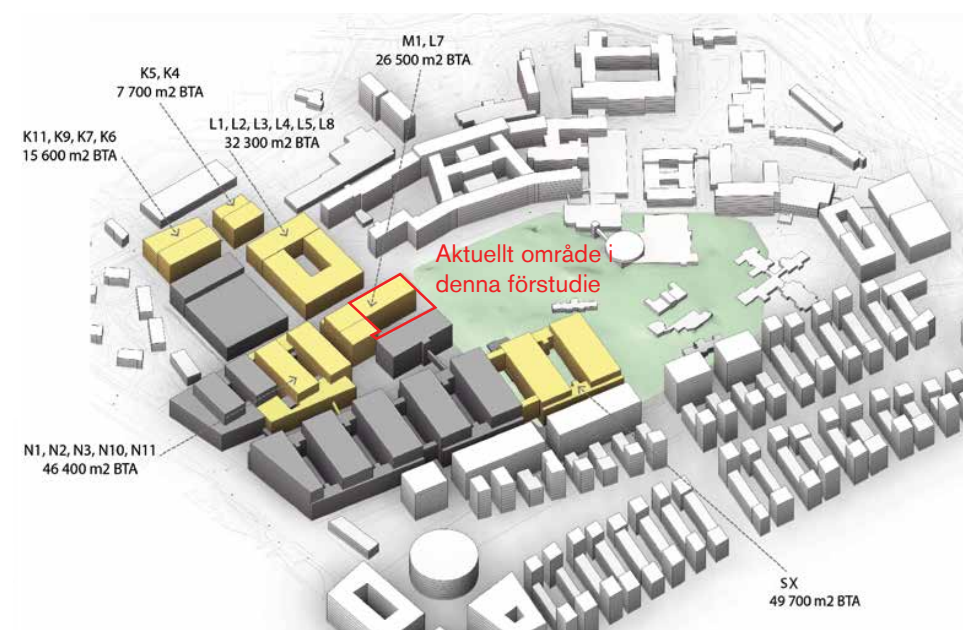 M1, L7
26 500 m2 BTA
K5, K4
7 700 m2 BTA
L1, L2, L3, L4, L5, L8
32 300 m2 BTA
K11, K9, K7, K6
15 600 m2 BTA
Aktuellt område i
denna förstudie
N1, N2, N3, N10, N11
46 400 m2 BTA
SX
49 700 m2 BTA